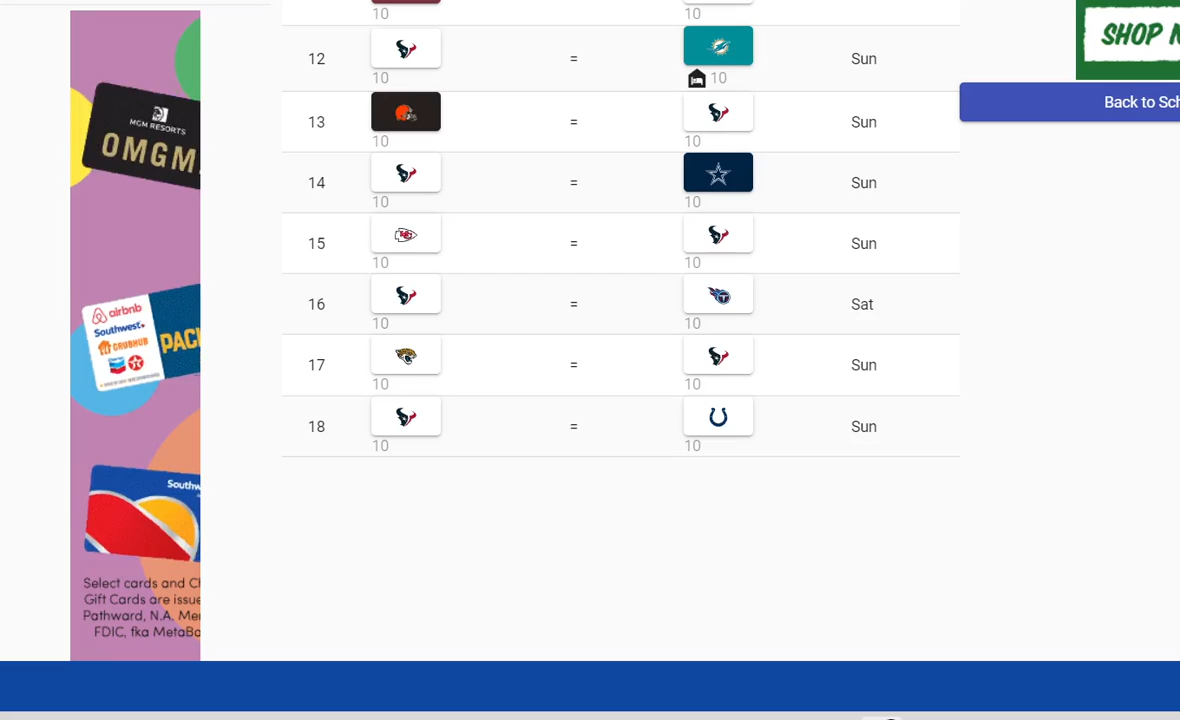 10 10
12 = Sun
10 10
13 = Sun
10 10
14 = Sun
10 10
15 = Sun
10 10
16 = Sat
10 10
17 = Sun
10 10
18 = Sun
10 10
SHOP N
Back to Sch
MGM RESORTS
OMGM
airbnb
Southwest
GRUBHUB
PAC
Southw
Select cards and Ch
Gift Cards are issue
Pathward, N.A. Mem
FDIC, fka MetaBa